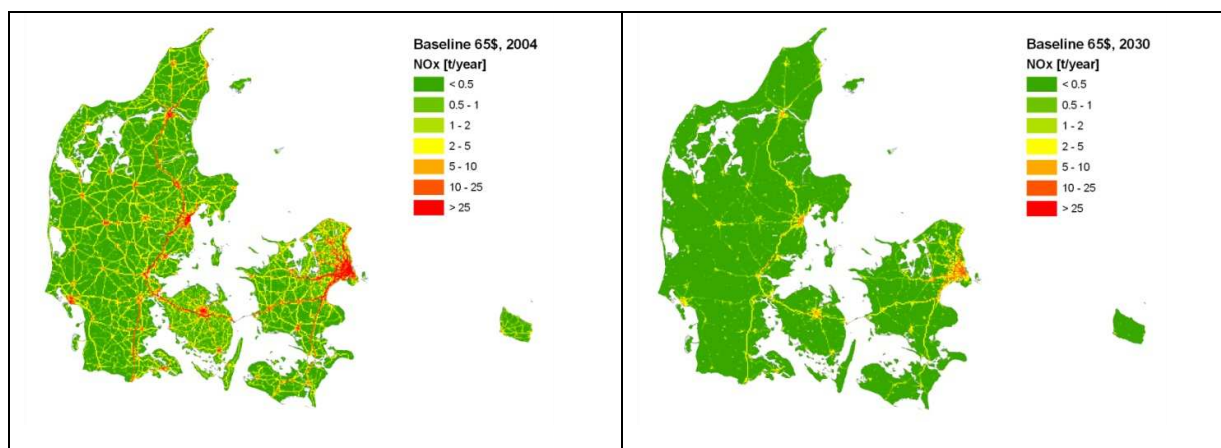 Baseline 65$, 2004
NOx [t/year]
< 0.5
0.5 - 1
1 - 2
2 - 5
5 - 10
10 - 25
> 25
Baseline 65$, 2030
NOx [t/year]
< 0.5
0.5 - 1
1 - 2
2 - 5
5 - 10
10 - 25
> 25